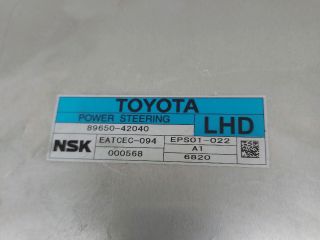 TOYOTA
POWER STEERING
89650-42040
LHD
NSK
EATCEC-094
EPS01-022
000568
A1
6820